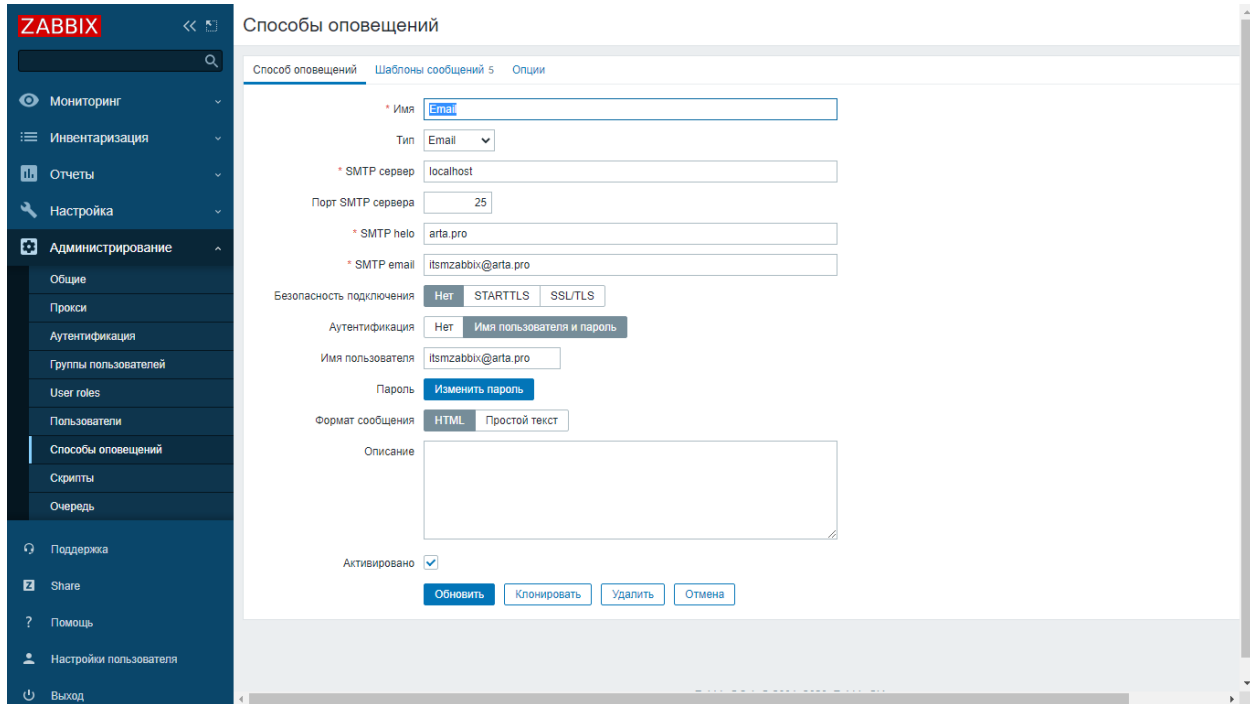 ZABBIX
Мониторинг
Инвентаризация
Отчеты
Настройка
Администрирование
Общие
Прокси
Аутентификация
Группы пользователей
User roles
Пользователи
Способы оповещений
Скрипты
Очередь
Поддержка
Z Share
? Помощь
Настройки пользователя
Выход
Способы оповещений
Способ оповещений Шаблоны сообщений 5 Опции
* Имя Email
Тип Email
* SMTP сервер localhost
Порт SMTP сервера 25
* SMTP helo arta.pro
* SMTP email itsmzabbix@arta.pro
Безопасность подключения Нет STARTTLS SSL/TLS
Аутентификация Нет Имя пользователя и пароль
Имя пользователя itsmzabbix@arta.pro
Пароль Изменить пароль
Формат сообщения HTML Простой текст
Описание
Активировано
Обновить Клонировать Удалить Отмена